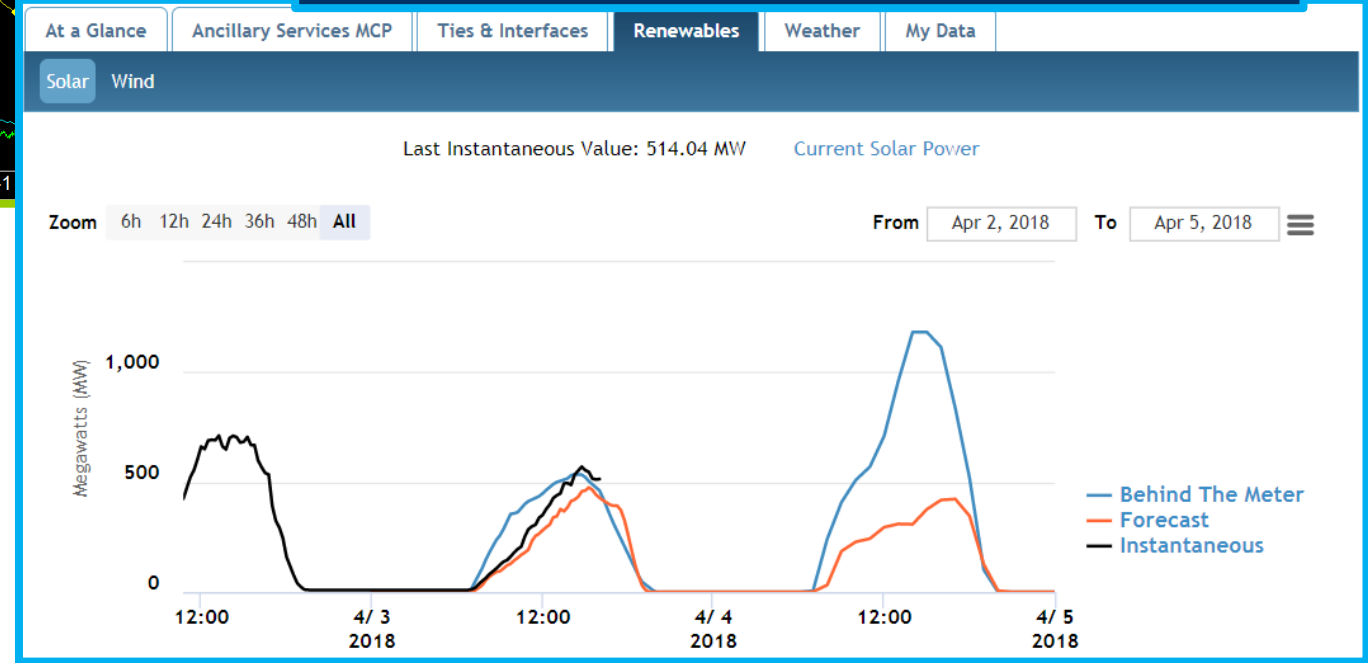 At a Glance Ancillary Services MCP Ties & Interfaces Renewables Weather My Data
Solar Wind
Last Instantaneous Value: 514.04 MW Current Solar Power
-1
Zoom 6h 12h 24h 36h 48h All From Apr 2, 2018 To Apr 5, 2018
Megawatts (MW)
1,000
500
0
Behind The Meter
Forecast
Instantaneous
12:00 4/ 3 12:00 4/ 4 12:00 4/ 5
2018 2018 2018